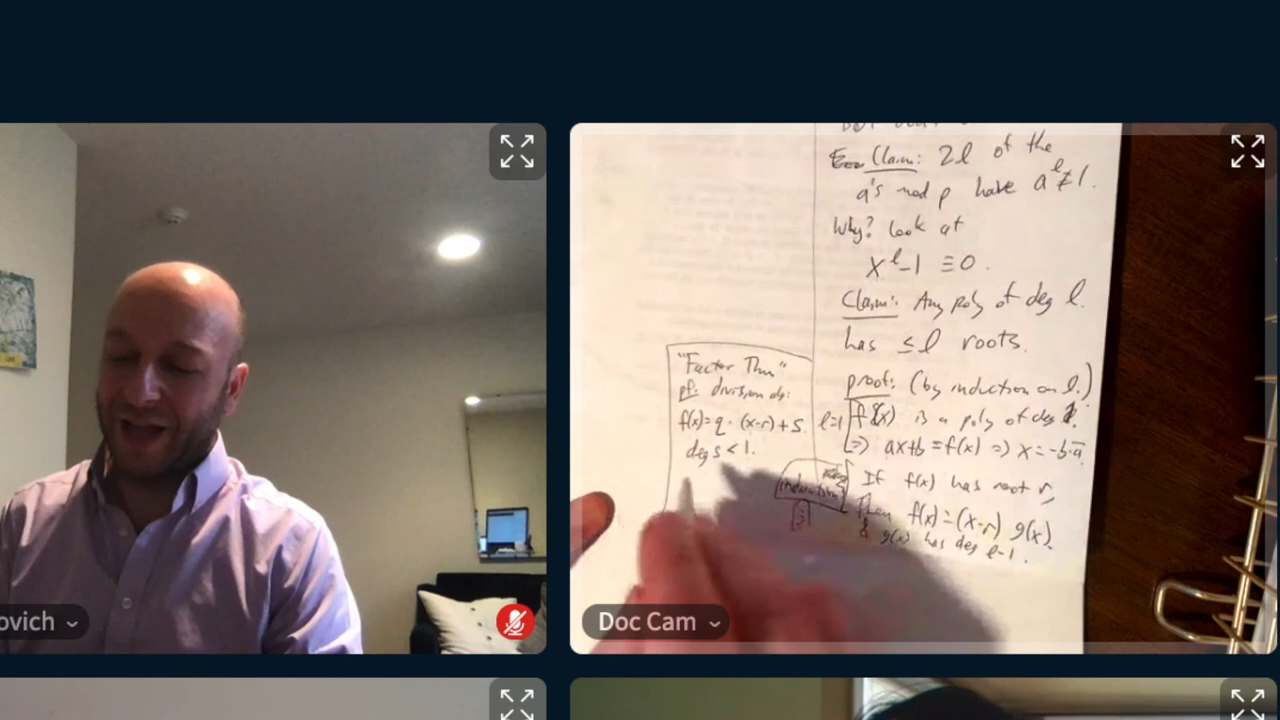 Claim: 2l of the
a's mod p have a^l ≢ 1.
Why? Look at
x^l - 1 ≡ 0.
Claim: Any poly of deg l
has ≤ l roots.
proof: (by induction on l.)
l=1 f(x) is a poly of deg 1.
=> ax+b = f(x) => x = -b·a̅
If f(x) has root r,
Then f(x) = (x-r) g(x)
& g(x) has deg l-1.
induction
"Factor Thm"
pf: division alg:
f(x) = q·(x-r)+s.
deg s < 1.
ovich
Doc Cam